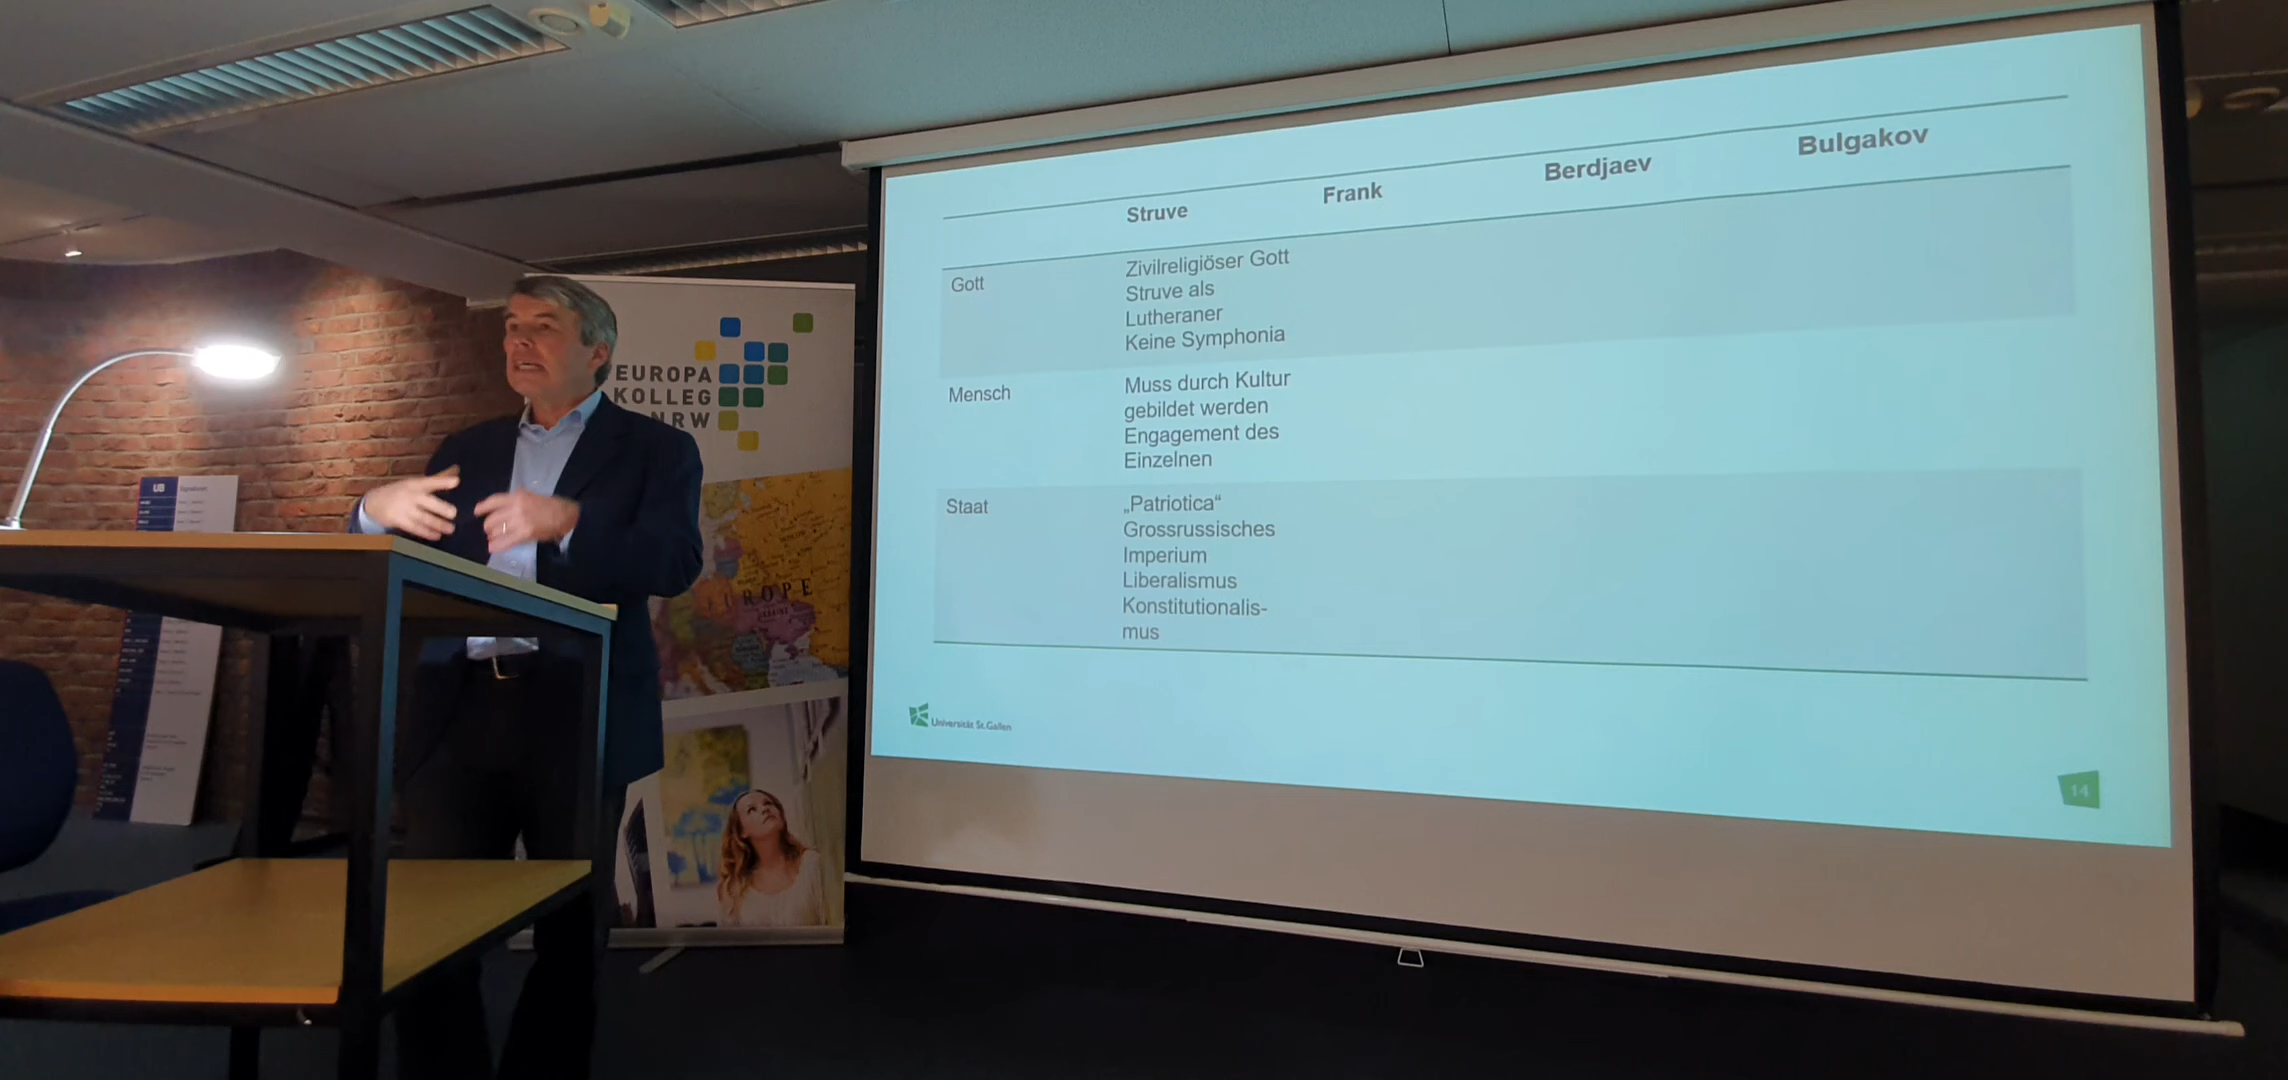 EUROPA
KOLLEG
NRW
EUROPE
UKRAINE
UB
Struve
Frank
Berdjaev
Bulgakov
Gott
Zivilreligiöser Gott
Struve als
Lutheraner
Keine Symphonia
Mensch
Muss durch Kultur
gebildet werden
Engagement des
Einzelnen
Staat
„Patriotica“
Grossrussisches
Imperium
Liberalismus
Konstitutionalis-
mus
Universität St.Gallen
14